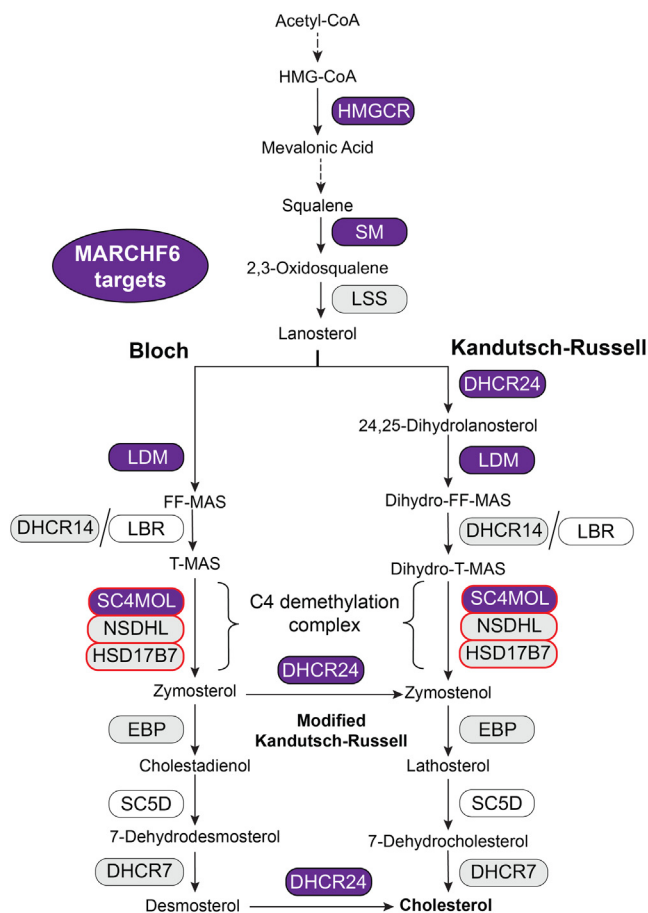 Acetyl-CoA
HMG-CoA
HMGCR
Mevalonic Acid
Squalene
SM
MARCHF6
targets
2,3-Oxidosqualene
LSS
Lanosterol
Bloch
Kandutsch-Russell
DHCR24
24,25-Dihydrolanosterol
LDM
LDM
FF-MAS
Dihydro-FF-MAS
DHCR14/LBR
DHCR14/LBR
T-MAS
Dihydro-T-MAS
SC4MOL
NSDHL
HSD17B7
C4 demethylation
complex
SC4MOL
NSDHL
HSD17B7
DHCR24
Zymosterol
Zymostenol
Modified
Kandutsch-Russell
EBP
EBP
Cholestadienol
Lathosterol
SC5D
SC5D
7-Dehydrodesmosterol
7-Dehydrocholesterol
DHCR7
DHCR7
DHCR24
Desmosterol
Cholesterol